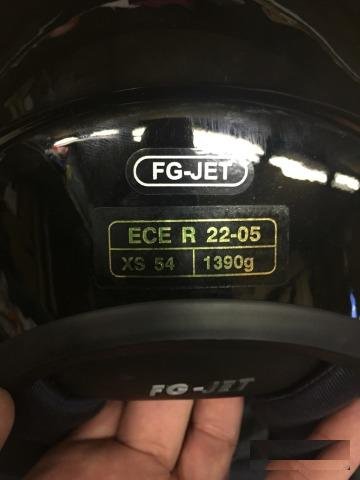 FG-JET
ECE R 22-05
XS 54 1390g
FG-JET